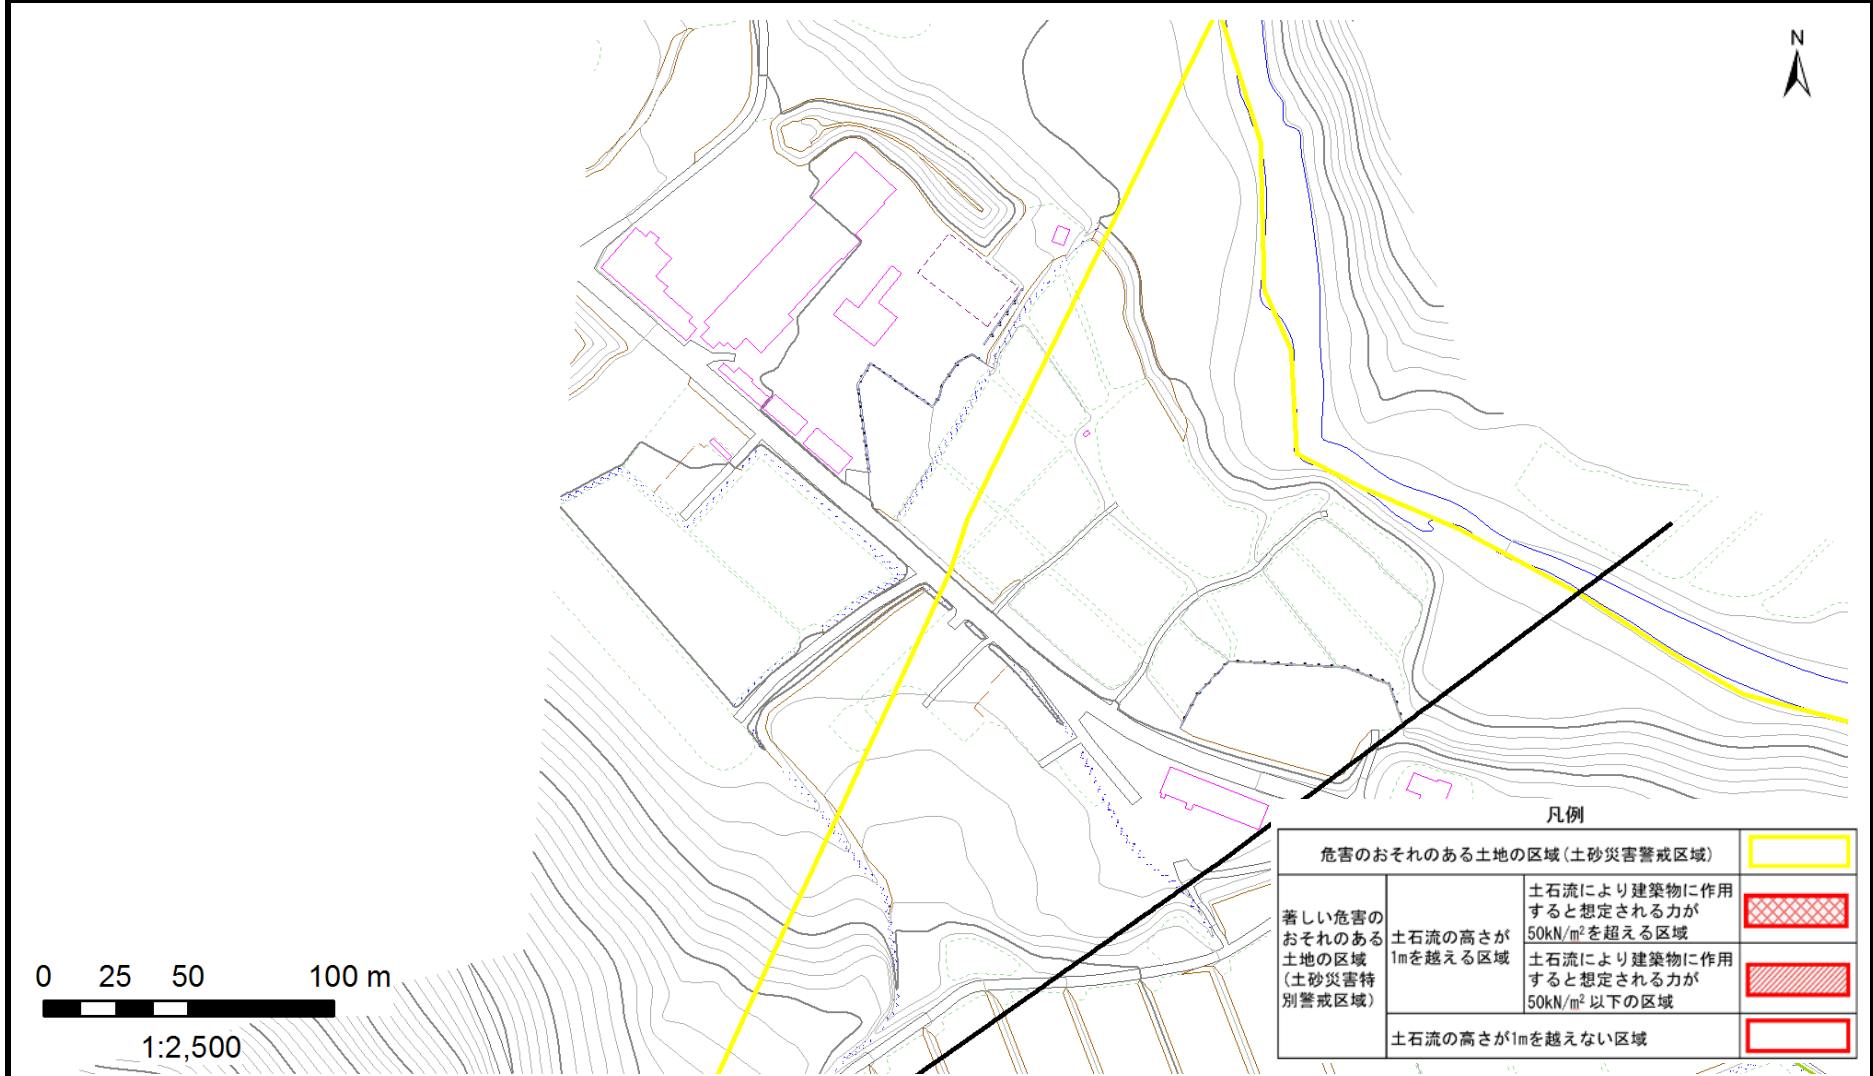 N
凡例
危害のおそれのある土地の区域(土砂災害警戒区域)
著しい危害の
おそれのある
土地の区域
(土砂災害特
別警戒区域)
土石流の高さが
1mを越える区域
土石流により建築物に作用
すると想定される力が
50kN/㎡を超える区域
土石流により建築物に作用
すると想定される力が
50kN/㎡ 以下の区域
土石流の高さが1mを越えない区域
0 25 50 100 m
1:2,500